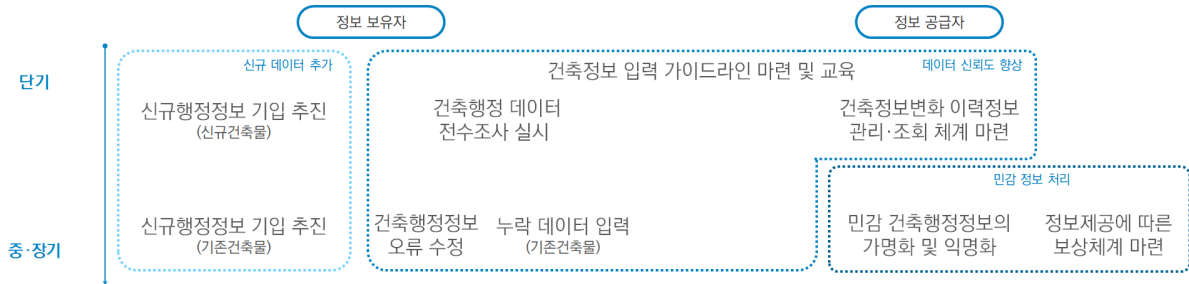 정보 보유자
정보 공급자
단기
신규 데이터 추가
신규행정정보 기입 추진
(신규건축물)
데이터 신뢰도 향상
건축정보 입력 가이드라인 마련 및 교육
건축행정 데이터
전수조사 실시
건축정보변화 이력정보
관리·조회 체계 마련
중·장기
신규행정정보 기입 추진
(기존건축물)
건축행정정보
오류 수정
누락 데이터 입력
(기존건축물)
민감 정보 처리
민감 건축행정정보의
가명화 및 익명화
정보제공에 따른
보상체계 마련